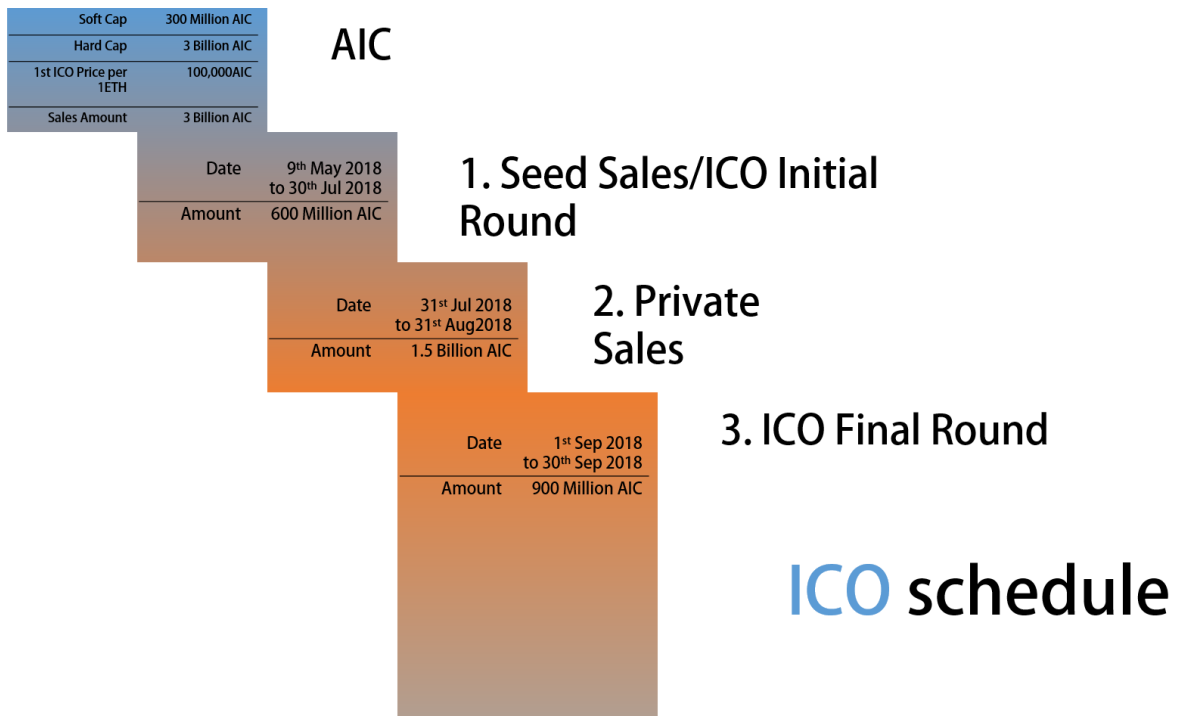 Soft Cap 300 Million AIC
Hard Cap 3 Billion AIC
1st ICO Price per 100,000AIC
1ETH
Sales Amount 3 Billion AIC
AIC
Date 9th May 2018
to 30th Jul 2018
Amount 600 Million AIC
1. Seed Sales/ICO Initial
Round
Date 31st Jul 2018
to 31st Aug2018
Amount 1.5 Billion AIC
2. Private
Sales
Date 1st Sep 2018
to 30th Sep 2018
Amount 900 Million AIC
3. ICO Final Round
ICO schedule